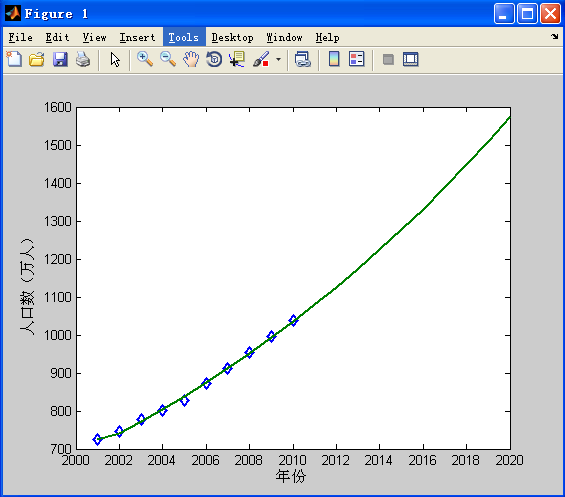 Figure 1
File Edit View Insert Tools Desktop Window Help
1600
1500
1400
1300
1200
1100
1000
900
800
700
人口数（万人）
2000 2002 2004 2006 2008 2010 2012 2014 2016 2018 2020
年份